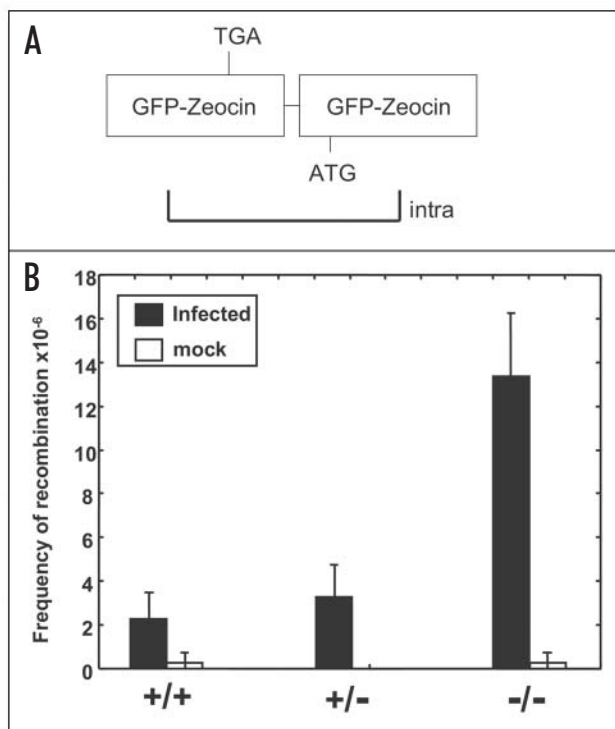 A
TGA
GFP-Zeocin GFP-Zeocin
ATG
intra
B
Frequency of recombination x10⁻⁶
18
16
14
12
10
8
6
4
2
0
Infected
mock
+/+ +/- -/-